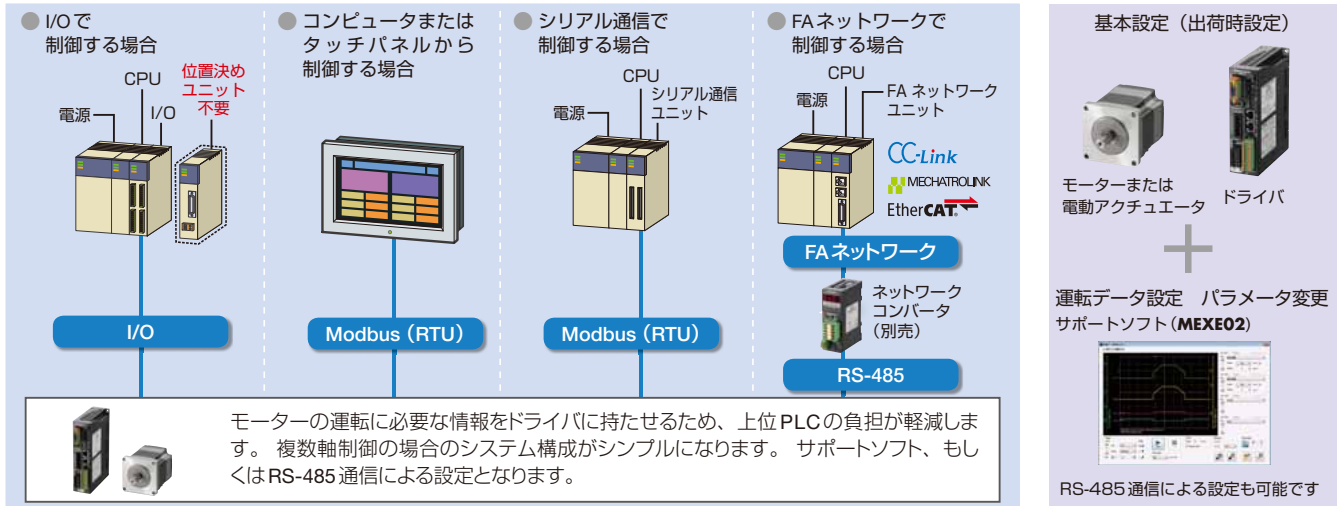 I/Oで
制御する場合
CPU
位置決め
ユニット
不要
電源
I/O
I/O
コンピュータまたは
タッチパネルから
制御する場合
Modbus（RTU）
シリアル通信で
制御する場合
CPU
シリアル通信
ユニット
電源
Modbus（RTU）
FAネットワークで
制御する場合
CPU
電源
FA ネットワーク
ユニット
CC-Link
MECHATROLINK
EtherCAT
FAネットワーク
ネットワーク
コンバータ
（別売）
RS-485
モーターの運転に必要な情報をドライバに持たせるため、上位PLCの負担が軽減しま
す。 複数軸制御の場合のシステム構成がシンプルになります。 サポートソフト、もし
くはRS-485通信による設定となります。
基本設定（出荷時設定）
モーターまたは
電動アクチュエータ
ドライバ
運転データ設定　パラメータ変更
サポートソフト（MEXE02）
RS-485通信による設定も可能です